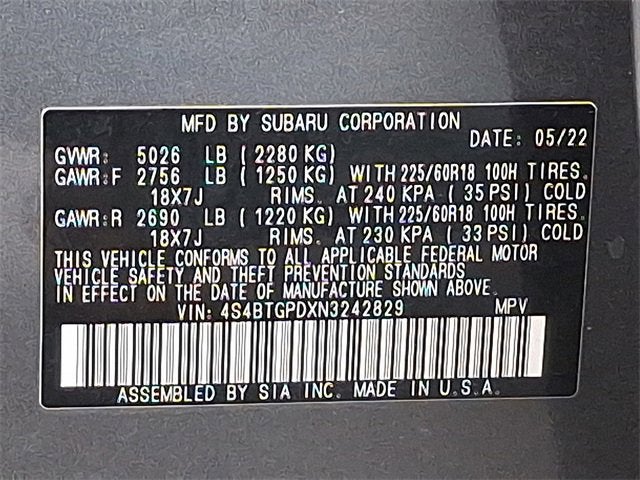 MFD BY SUBARU CORPORATION
DATE: 05/22
GVWR: 5026 LB ( 2280 KG)
GAWR:F 2756 LB ( 1250 KG) WITH 225/60R18 100H TIRES.
18X7J RIMS. AT 240 KPA ( 35 PSI) COLD
GAWR:R 2690 LB ( 1220 KG) WITH 225/60R18 100H TIRES.
18X7J RIMS. AT 230 KPA ( 33 PSI) COLD
THIS VEHICLE CONFORMS TO ALL APPLICABLE FEDERAL MOTOR
VEHICLE SAFETY AND THEFT PREVENTION STANDARDS
IN EFFECT ON THE DATE OF MANUFACTURE SHOWN ABOVE.
VIN: 4S4BTGPDXN3242829 MPV
ASSEMBLED BY SIA INC. MADE IN U.S.A.